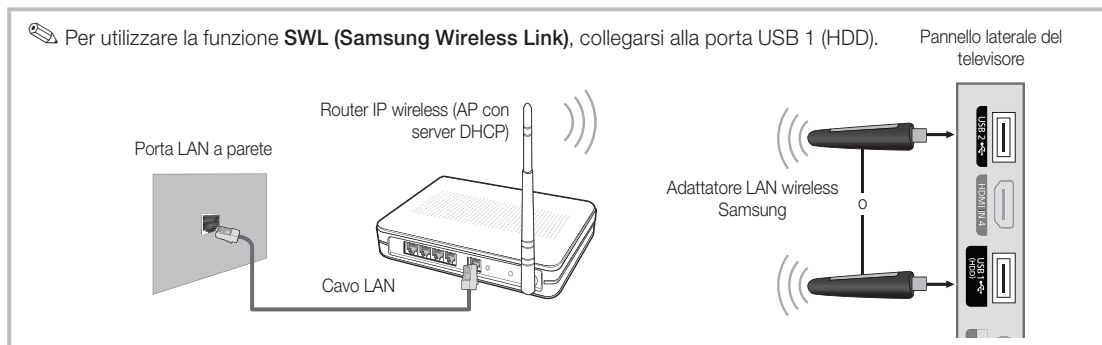 Per utilizzare la funzione SWL (Samsung Wireless Link), collegarsi alla porta USB 1 (HDD).
Pannello laterale del
televisore
Router IP wireless (AP con
server DHCP)
Porta LAN a parete
Adattatore LAN wireless
Samsung
O
Cavo LAN
USB 2
HDMI IN 4
USB 1
(HDD)